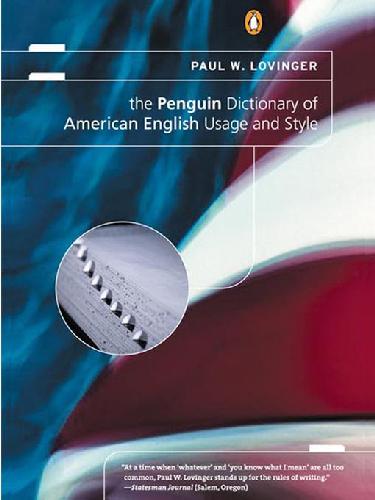 PAUL W. LOVINGER
the Penguin Dictionary of
American English Usage and Style
"At a time when 'whatever' and 'you know what I mean' are all too
common, Paul W. Lovinger stands up for the rules of writing."
—Statesman Journal (Salem, Oregon)